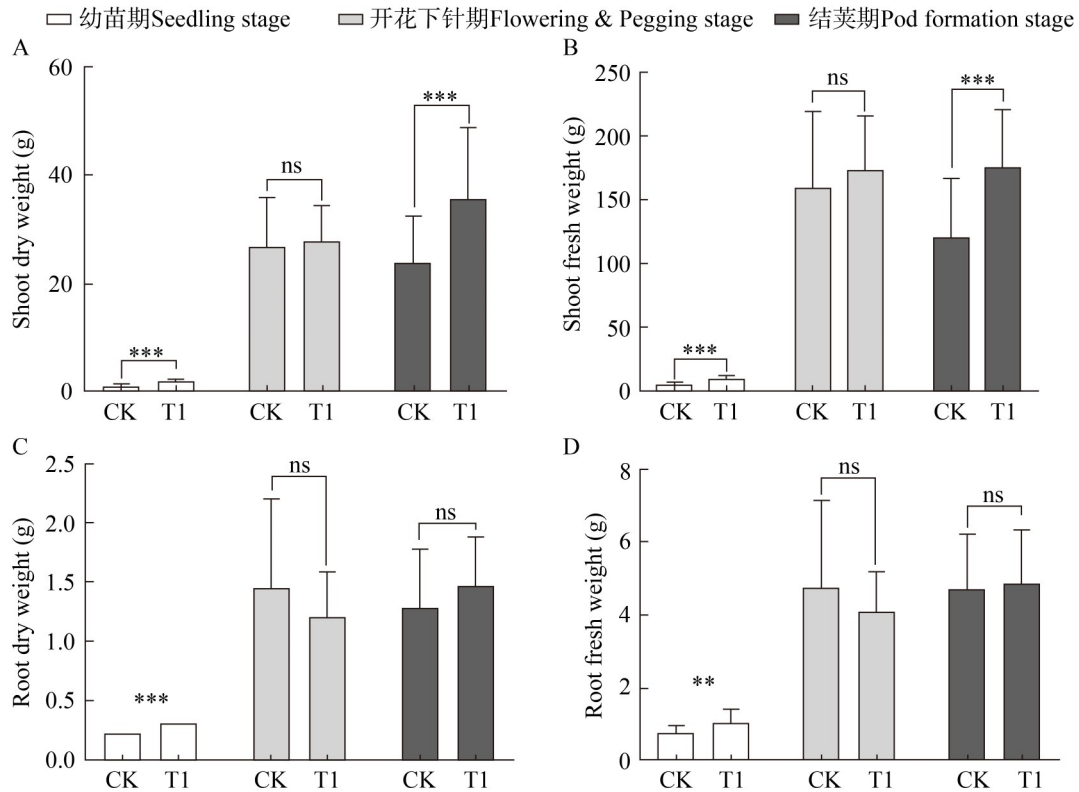 幼苗期Seedling stage 开花下针期Flowering & Pegging stage 结荚期Pod formation stage
A
60
40
20
0
Shoot dry weight (g)
***
ns
***
CK T1 CK T1 CK T1
B
250
200
150
100
50
0
Shoot fresh weight (g)
***
ns
***
CK T1 CK T1 CK T1
C
2.5
2.0
1.5
1.0
0.5
0.0
Root dry weight (g)
***
ns
ns
CK T1 CK T1 CK T1
D
8
6
4
2
0
Root fresh weight (g)
**
ns
ns
CK T1 CK T1 CK T1